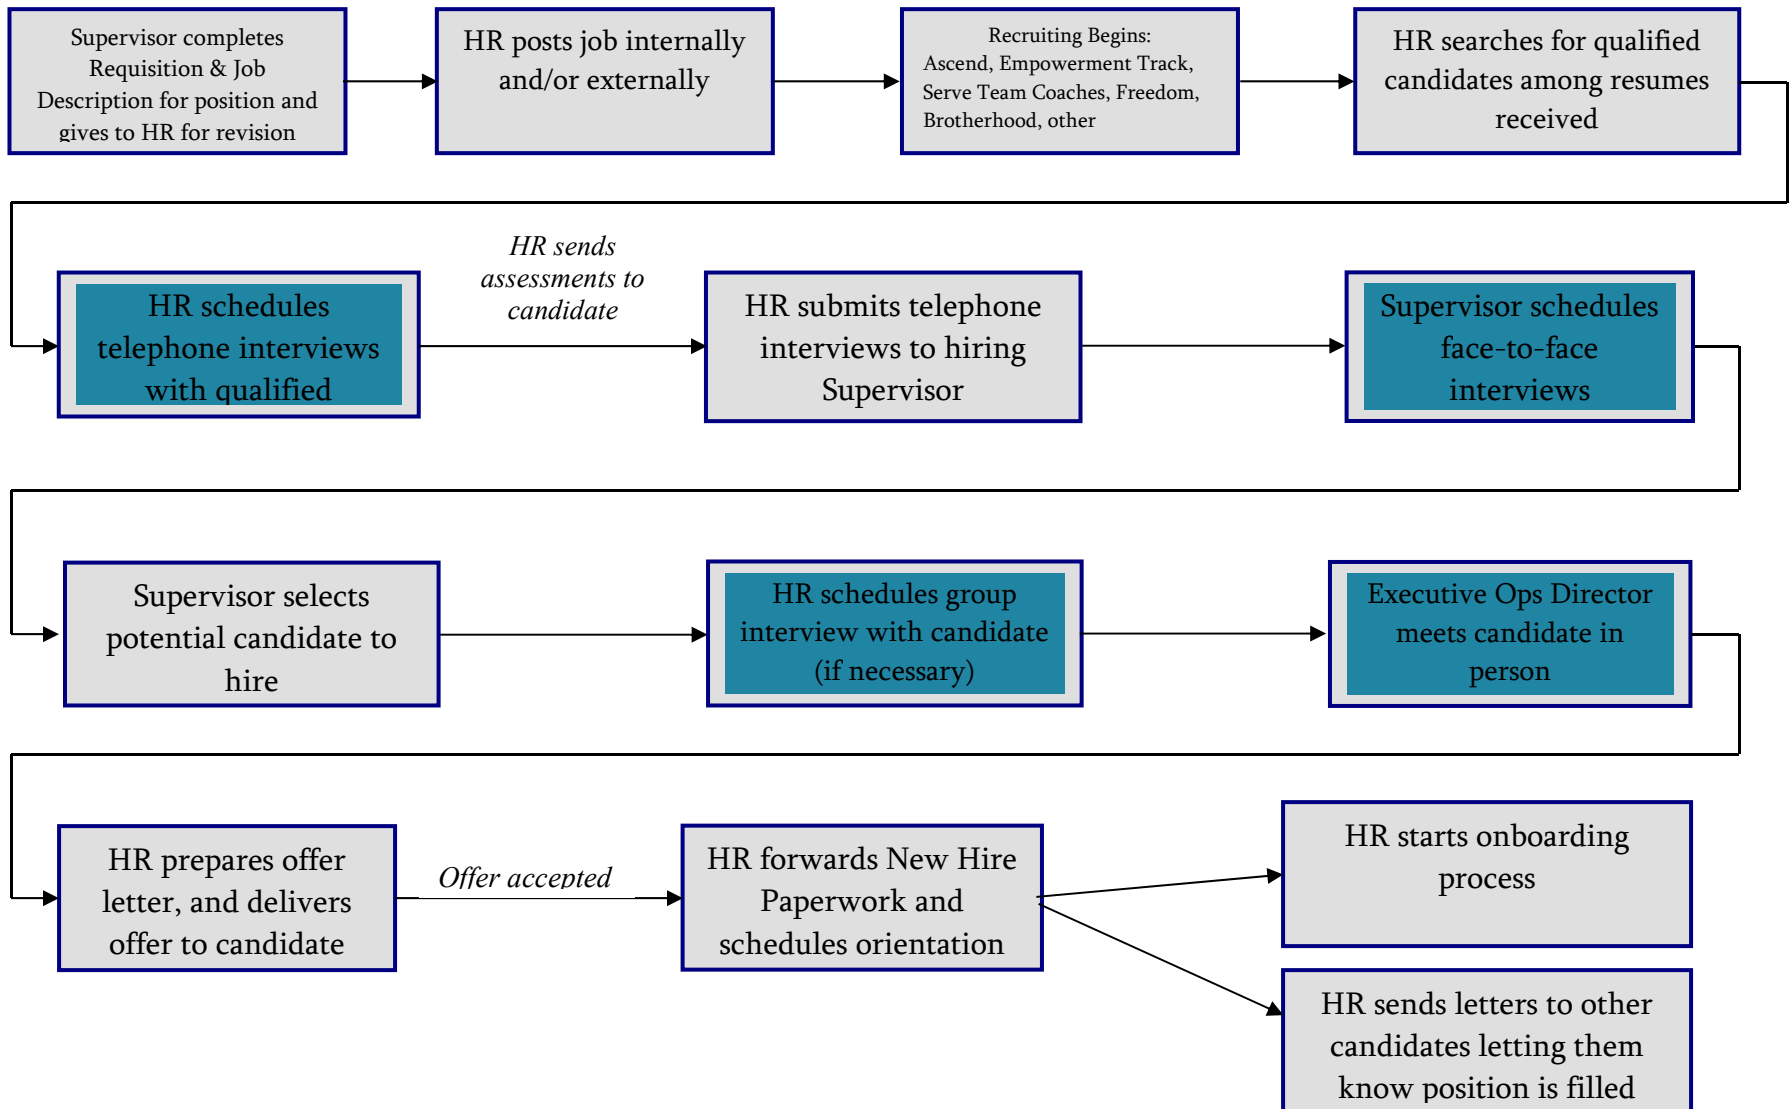 Supervisor completes
Requisition & Job
Description for position and
gives to HR for revision
HR posts job internally
and/or externally
Recruiting Begins:
Ascend, Empowerment Track,
Serve Team Coaches, Freedom,
Brotherhood, other
HR searches for qualified
candidates among resumes
received
HR schedules
telephone interviews
with qualified
HR sends
assessments to
candidate
HR submits telephone
interviews to hiring
Supervisor
Supervisor schedules
face-to-face
interviews
Supervisor selects
potential candidate to
hire
HR schedules group
interview with candidate
(if necessary)
Executive Ops Director
meets candidate in
person
HR prepares offer
letter, and delivers
offer to candidate
Offer accepted
HR forwards New Hire
Paperwork and
schedules orientation
HR starts onboarding
process
HR sends letters to other
candidates letting them
know position is filled